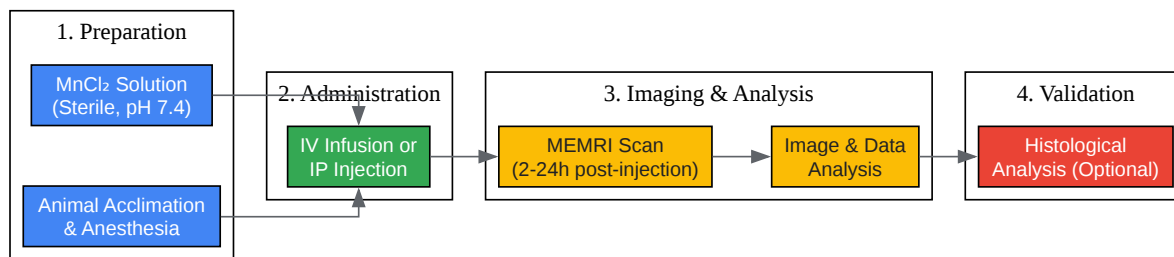 1. Preparation
MnCl₂ Solution
(Sterile, pH 7.4)
Animal Acclimation
& Anesthesia
2. Administration
IV Infusion or
IP Injection
3. Imaging & Analysis
MEMRI Scan
(2-24h post-injection)
Image & Data
Analysis
4. Validation
Histological
Analysis (Optional)